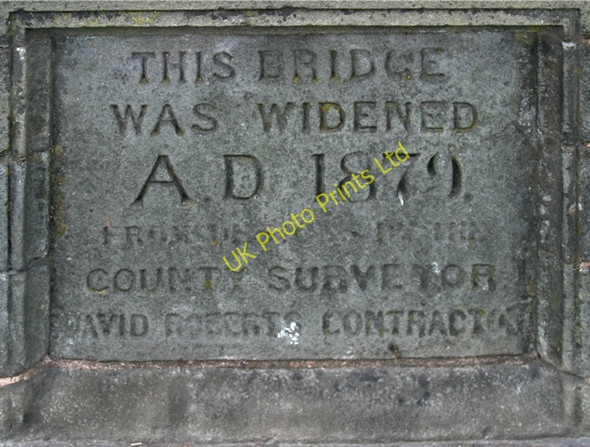 THIS BRIDGE
WAS WIDENED
A.D 1879.
COUNTY SURVEYOR
DAVID ROBERTS CONTRACTOR
UK Photo Prints Ltd